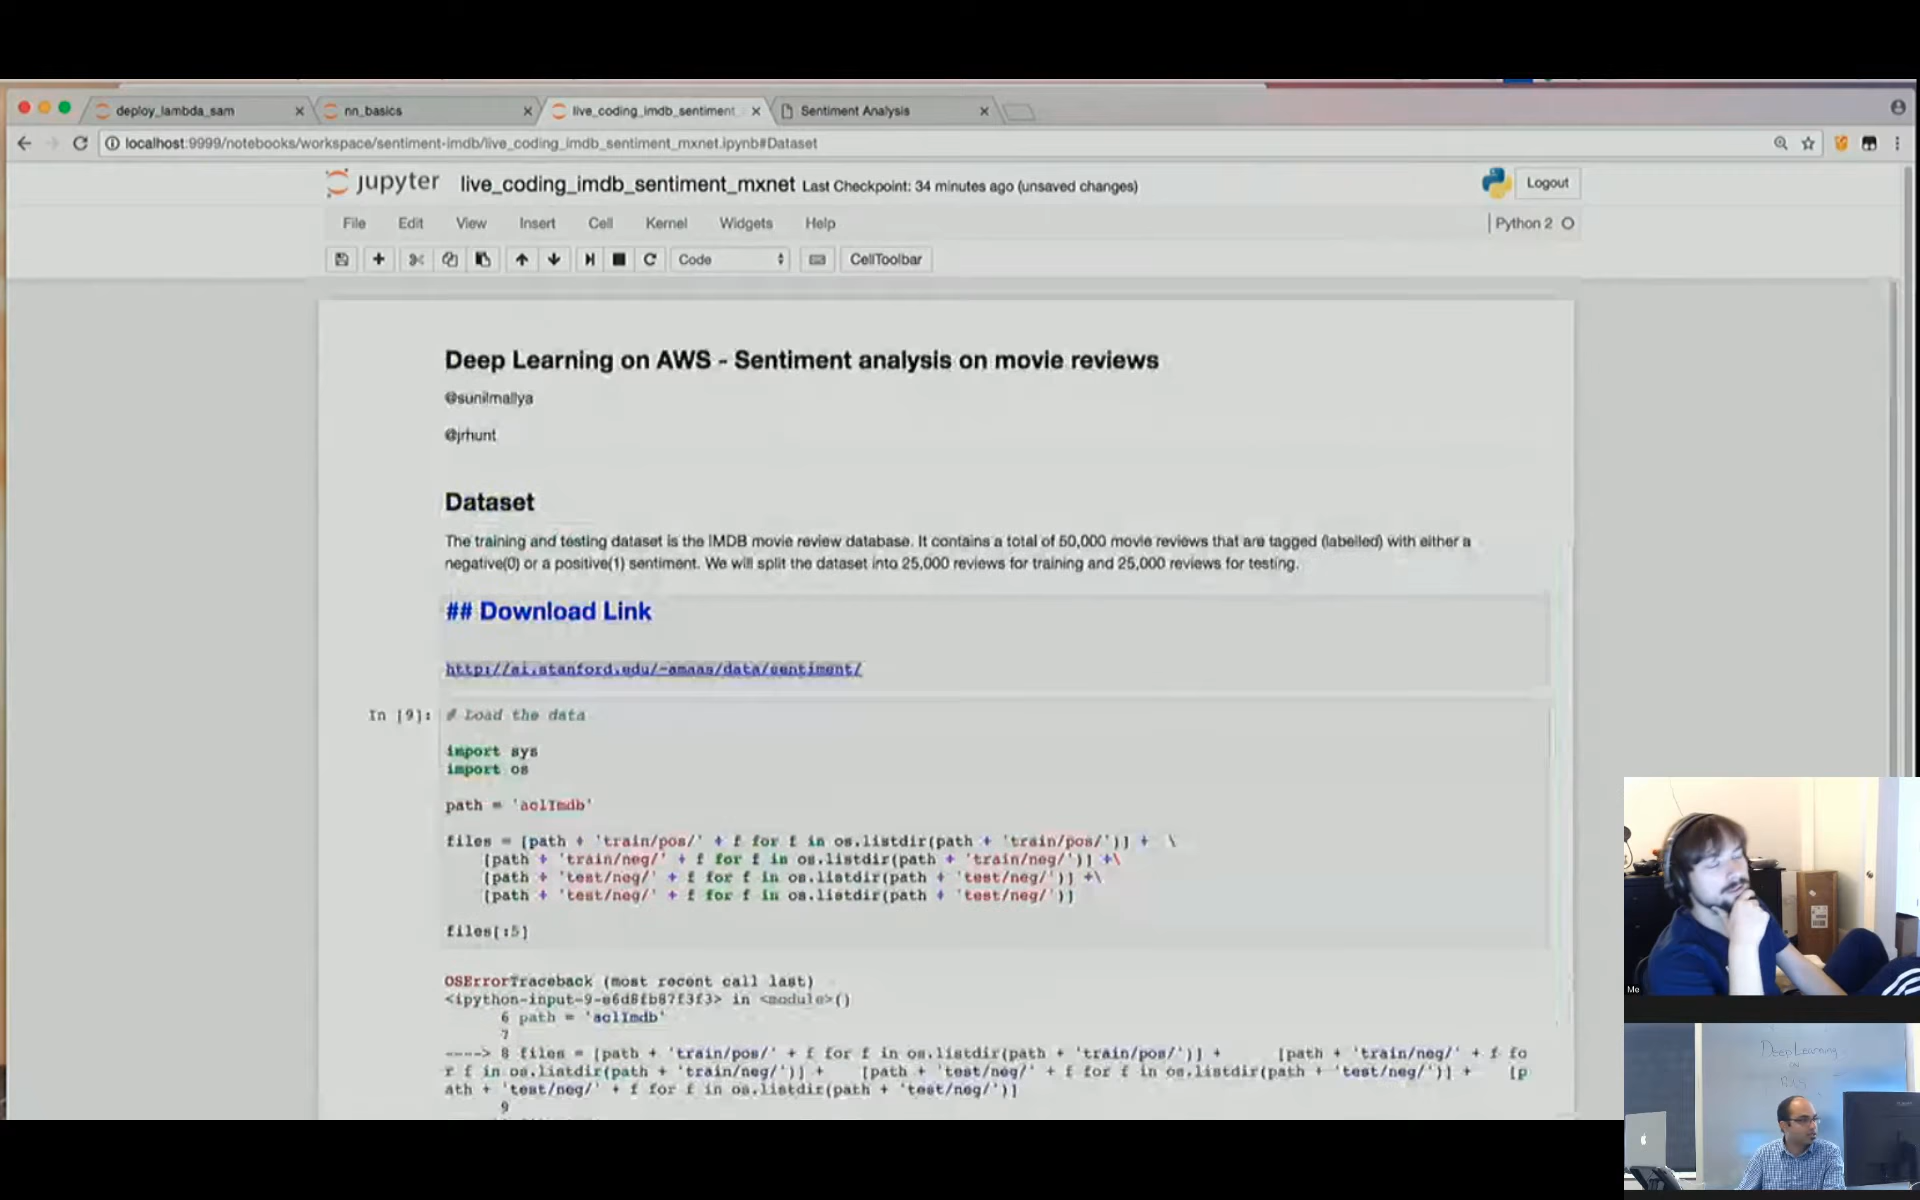 deploy_lambda_sam
nn_basics
live_coding_imdb_sentiment
Sentiment Analysis
localhost:9999/notebooks/workspace/sentiment-imdb/live_coding_imdb_sentiment_mxnet.ipynb#Dataset
jupyter live_coding_imdb_sentiment_mxnet Last Checkpoint: 34 minutes ago (unsaved changes)
Logout
File Edit View Insert Cell Kernel Widgets Help
Python 2
Code
CellToolbar
Deep Learning on AWS - Sentiment analysis on movie reviews
@sunilmallya
@jrhunt
Dataset
The training and testing dataset is the IMDB movie review database. It contains a total of 50,000 movie reviews that are tagged (labelled) with either a
negative(0) or a positive(1) sentiment. We will split the dataset into 25,000 reviews for training and 25,000 reviews for testing.
## Download Link
http://ai.stanford.edu/~amaas/data/sentiment/
In [9]: # Load the data
import sys
import os
path = 'aclImdb'
files = [path + 'train/pos/' + f for f in os.listdir(path + 'train/pos/')] + \
[path + 'train/neg/' + f for f in os.listdir(path + 'train/neg/')] +\
[path + 'test/neg/' + f for f in os.listdir(path + 'test/neg/')] +\
[path + 'test/neg/' + f for f in os.listdir(path + 'test/neg/')]
files[:5]
OSErrorTraceback (most recent call last)
<ipython-input-9-e6d8fb87f3f3> in <module>()
6 path = 'aclImdb'
7
----> 8 files = [path + 'train/pos/' + f for f in os.listdir(path + 'train/pos/')] + [path + 'train/neg/' + f fo
r f in os.listdir(path + 'train/neg/')] + [path + 'test/neg/' + f for f in os.listdir(path + 'test/neg/')] + [p
ath + 'test/neg/' + f for f in os.listdir(path + 'test/neg/')]
9
Me
Deep Learning